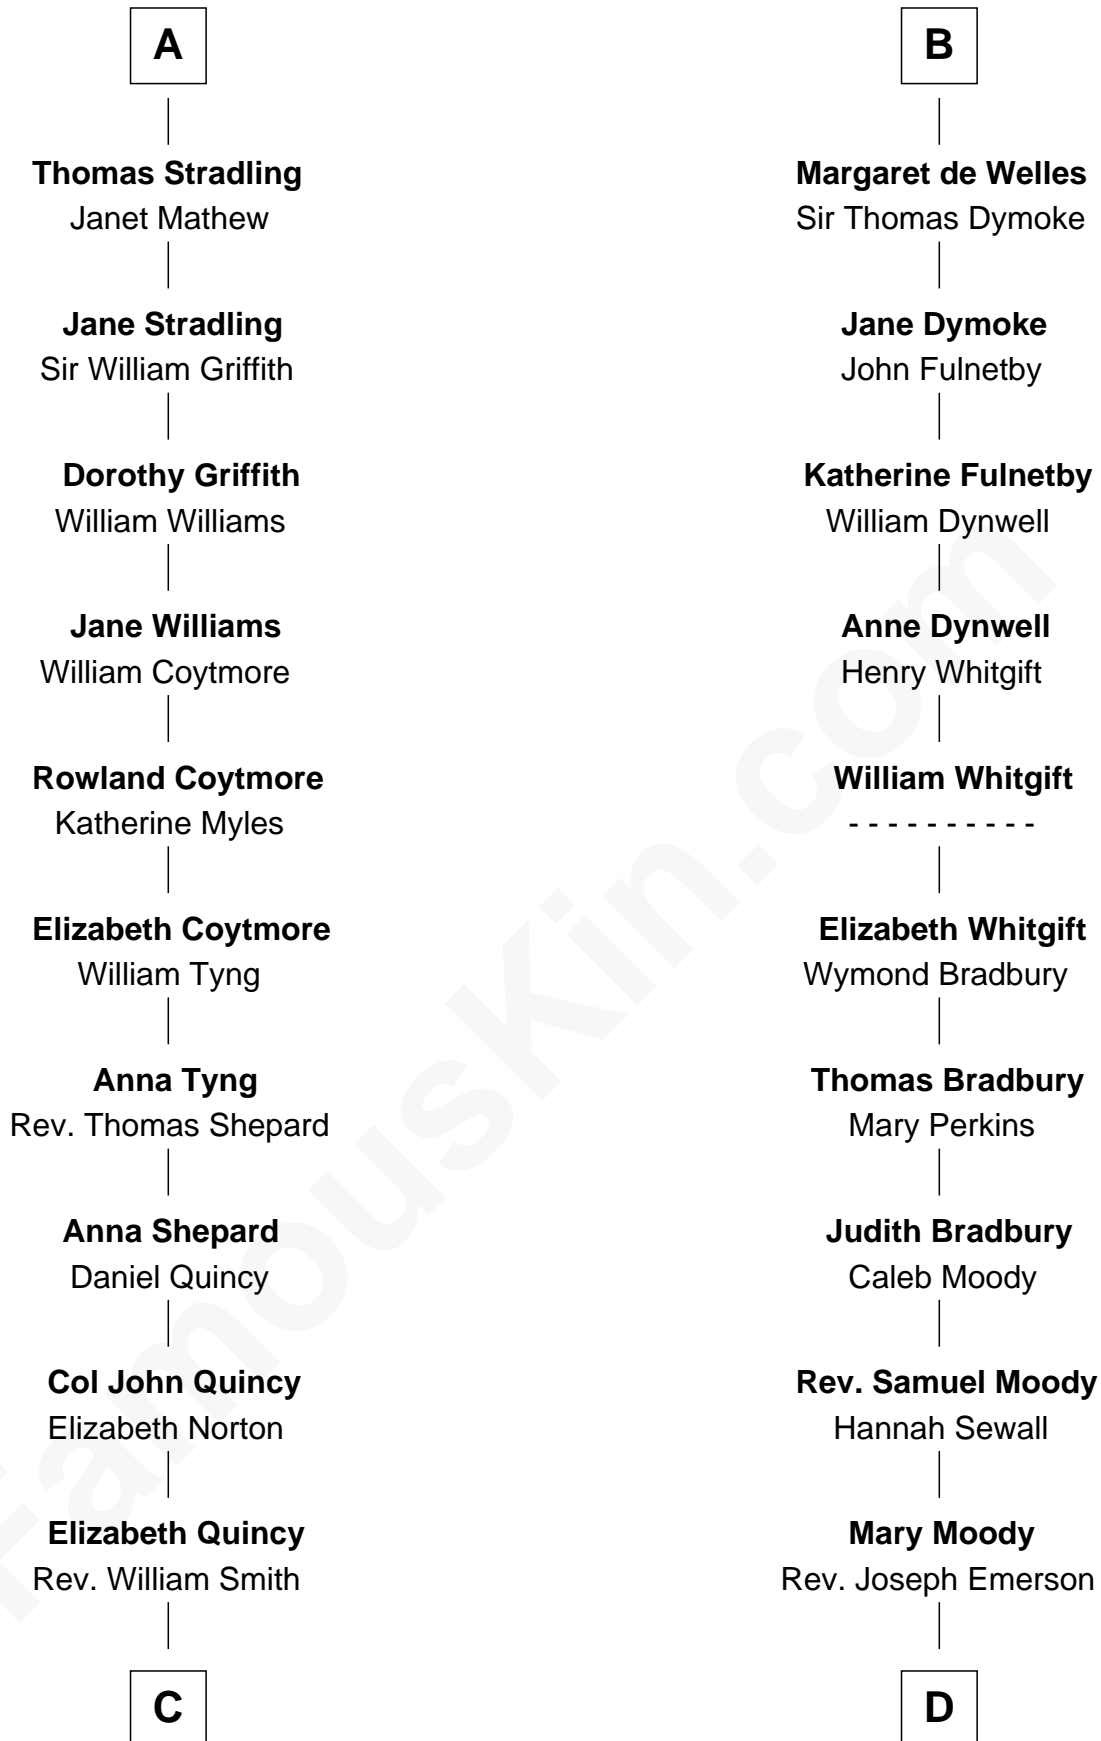 A
Thomas Stradling
Janet Mathew
Jane Stradling
Sir William Griffith
Dorothy Griffith
William Williams
Jane Williams
William Coytmore
Rowland Coytmore
Katherine Myles
Elizabeth Coytmore
William Tyng
Anna Tyng
Rev. Thomas Shepard
Anna Shepard
Daniel Quincy
Col John Quincy
Elizabeth Norton
Elizabeth Quincy
Rev. William Smith
C
B
Margaret de Welles
Sir Thomas Dymoke
Jane Dymoke
John Fulnetby
Katherine Fulnetby
William Dynwell
Anne Dynwell
Henry Whitgift
William Whitgift
- - - - - - - - - -
Elizabeth Whitgift
Wymond Bradbury
Thomas Bradbury
Mary Perkins
Judith Bradbury
Caleb Moody
Rev. Samuel Moody
Hannah Sewall
Mary Moody
Rev. Joseph Emerson
D
FamousKin.com